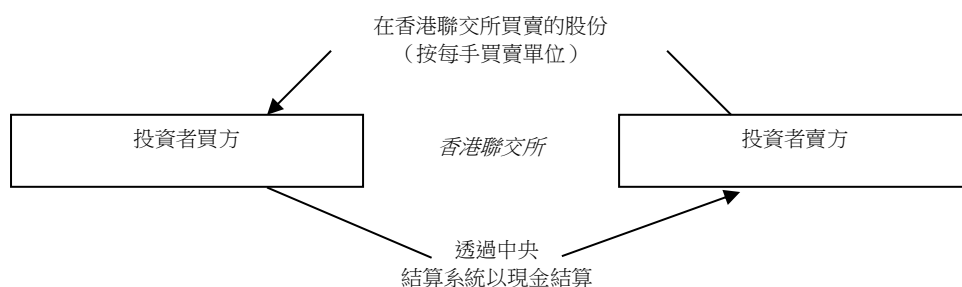 在香港聯交所買賣的股份
（按每手買賣單位）
投資者買方
香港聯交所
投資者賣方
透過中央
結算系統以現金結算